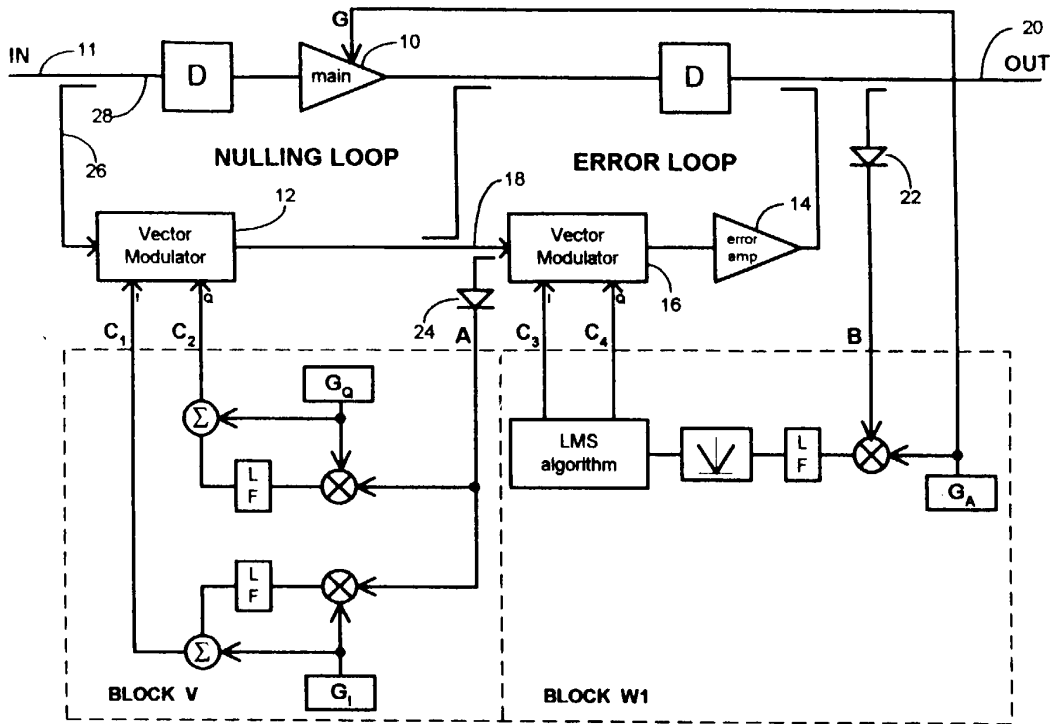 G
10
20
IN
11
OUT
D
main
D
28
26
NULLING LOOP
ERROR LOOP
22
12
18
14
Vector
Modulator
Vector
Modulator
error
amp
16
I
Q
I
Q
24
C1
C2
A
C3
C4
B
GQ
Σ
LMS
algorithm
L
F
L
F
GA
L
F
Σ
GI
BLOCK V
BLOCK W1